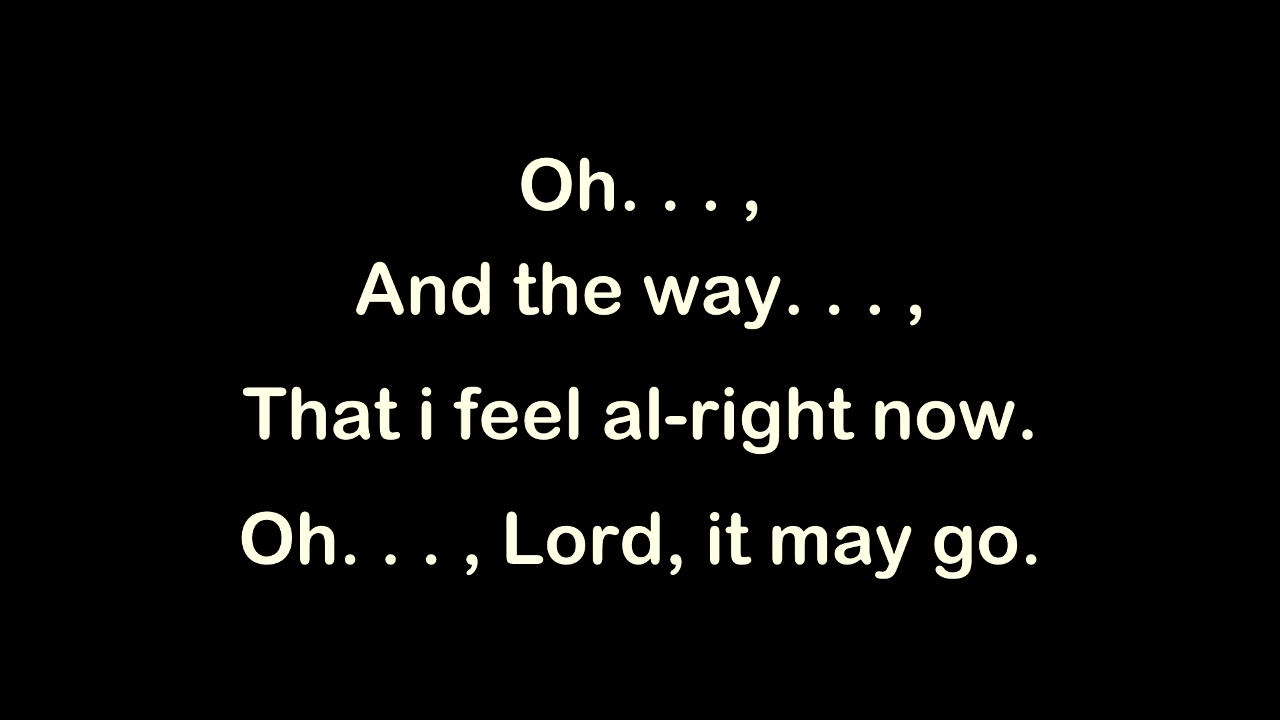 Oh. . . ,
And the way. . . ,
That i feel al-right now.
Oh. . . , Lord, it may go.